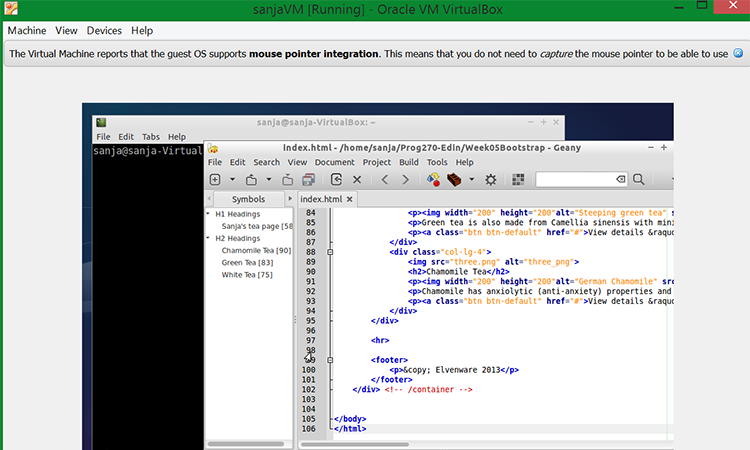 sanjaVM [Running] - Oracle VM VirtualBox
Machine View Devices Help
The Virtual Machine reports that the guest OS supports mouse pointer integration. This means that you do not need to capture the mouse pointer to be able to use
sanja@sanja-VirtualBox: ~
File Edit Tabs Help
sanja@sanja-Virtual
index.html - /home/sanja/Prog270-Edin/Week05Bootstrap - Geany
File Edit Search View Document Project Build Tools Help
Symbols
index.html
H1 Headings
Sanja's tea page [58
H2 Headings
Chamomile Tea [90]
Green Tea [83]
White Tea [75]
84 <p><img width="200" height="200"alt="Steeping green tea" s
85 <p>Green tea is also made from Camellia sinensis with mini
86 <p><a class="btn btn-default" href="#">View details &raquo
87 </div>
88 <div class="col-lg-4">
89 <img src="three.png" alt="three_png">
90 <h2>Chamomile Tea</h2>
91 <p><img width="200" height="200"alt="German Chamomile" src
92 <p>Chamomile has anxiolytic (anti-anxiety) properties and
93 <p><a class="btn btn-default" href="#">View details &raquo
94 </div>
95 </div>
96
97 <hr>
98
99 <footer>
100 <p>&copy; Elvenware 2013</p>
101 </footer>
102 </div> <!-- /container -->
103
104
105 </body>
106 </html>